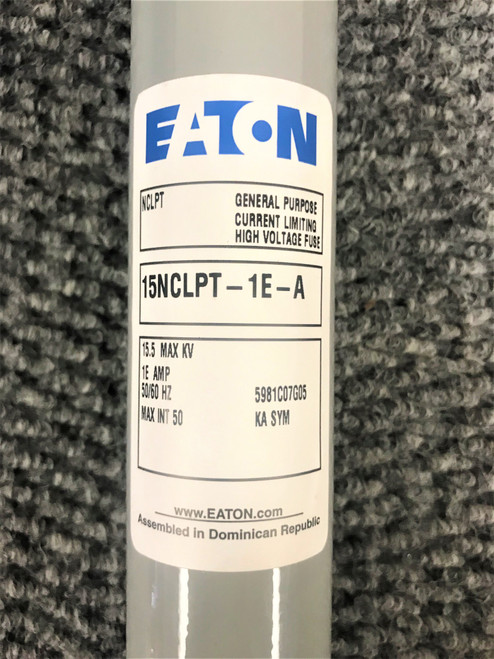 EATON
NCLPT GENERAL PURPOSE
CURRENT LIMITING
HIGH VOLTAGE FUSE
15NCLPT-1E-A
15.5 MAX KV
1E AMP
50/60 HZ 5981C07G05
MAX INT 50 KA SYM
www.EATON.com
Assembled in Dominican Republic